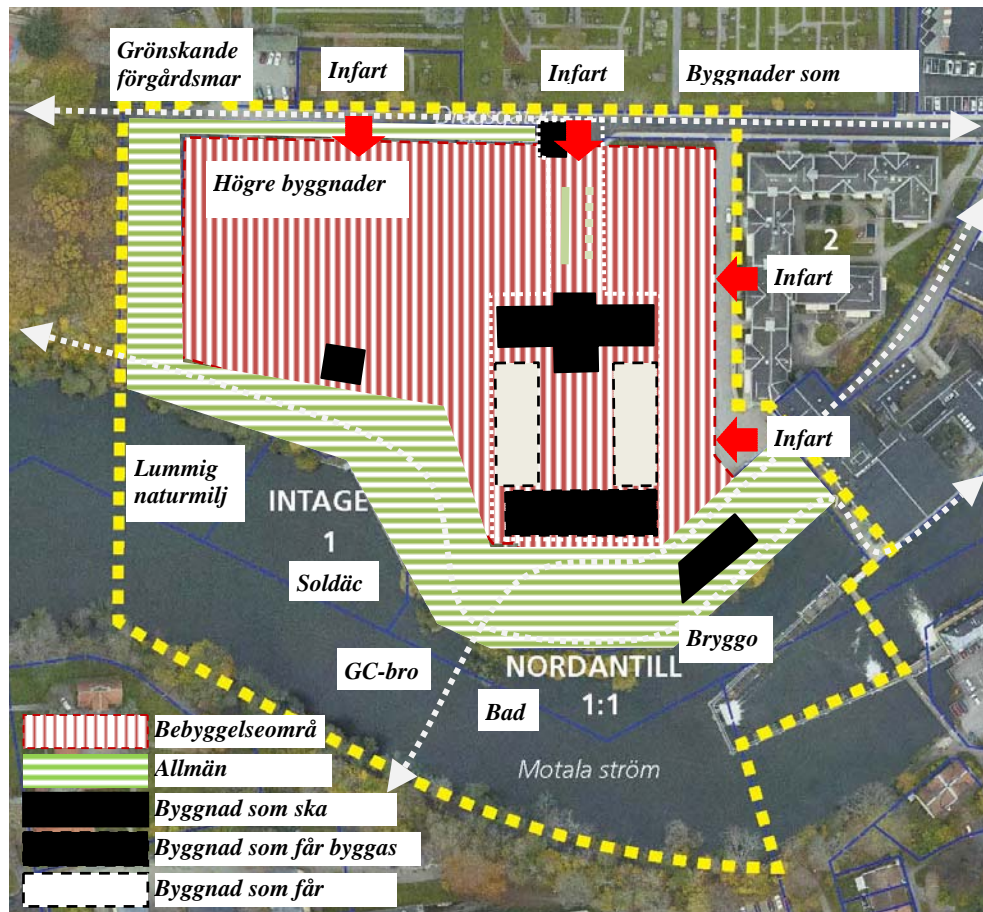 Grönskande
förgårdsmar
Infart
Infart
Byggnader som
Högre byggnader
2
Infart
Infart
Lummig
naturmilj
INTAGE
1
Soldäc
GC-bro
Bryggo
NORDANTILL
1:1
Bad
Motala ström
Bebyggelseområ
Allmän
Byggnad som ska
Byggnad som får byggas
Byggnad som får